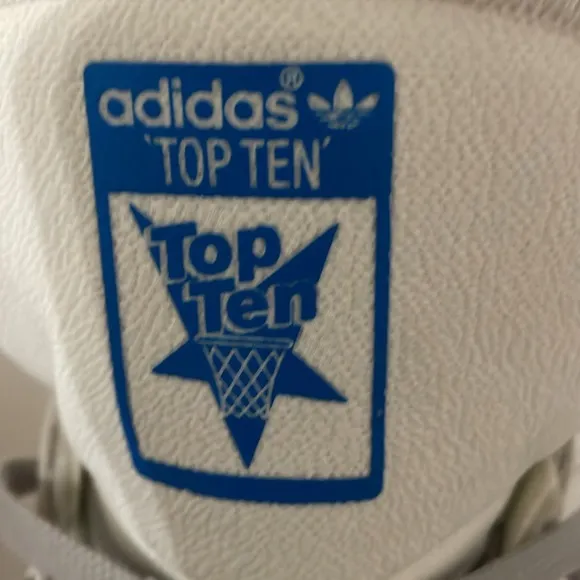 adidas®
'TOP TEN'
Top
Ten